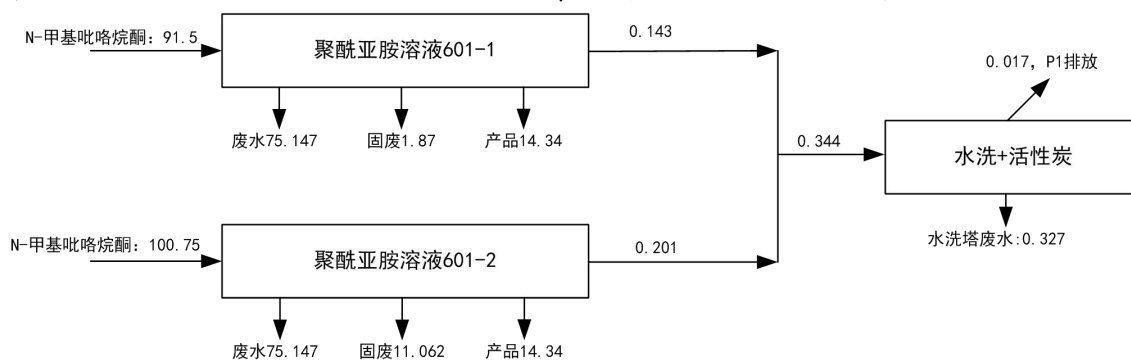 N-甲基吡咯烷酮：91.5
聚酰亚胺溶液601-1
0.143
废水75.147
固废1.87
产品14.34
0.017，P1排放
0.344
水洗+活性炭
水洗塔废水:0.327
N-甲基吡咯烷酮：100.75
聚酰亚胺溶液601-2
0.201
废水75.147
固废11.062
产品14.34